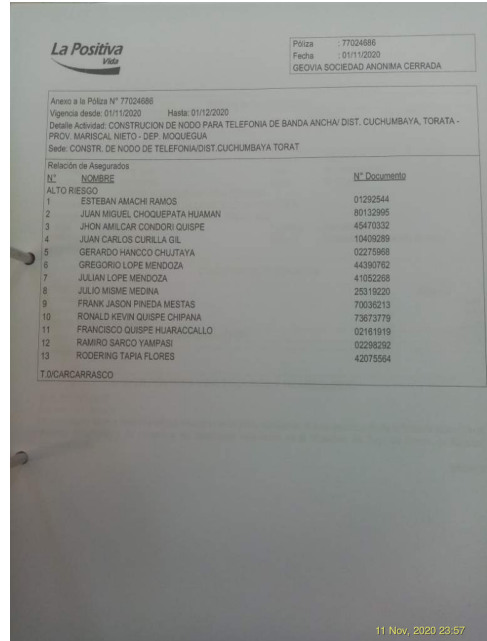 La Positiva
Vida
Póliza : 77024686
Fecha : 01/11/2020
GEOVIA SOCIEDAD ANONIMA CERRADA
Anexo a la Póliza N° 77024686
Vigencia desde: 01/11/2020 Hasta: 01/12/2020
Detalle Actividad: CONSTRUCION DE NODO PARA TELEFONIA DE BANDA ANCHA/ DIST. CUCHUMBAYA, TORATA -
PROV. MARISCAL NIETO - DEP. MOQUEGUA
Sede: CONSTR. DE NODO DE TELEFONIA/DIST.CUCHUMBAYA TORAT
Relación de Asegurados
N° NOMBRE N° Documento
ALTO RIESGO
1 ESTEBAN AMACHI RAMOS 01292544
2 JUAN MIGUEL CHOQUEPATA HUAMAN 80132995
3 JHON AMILCAR CONDORI QUISPE 45470332
4 JUAN CARLOS CURILLA GIL 10409289
5 GERARDO HANCCO CHUJTAYA 02275968
6 GREGORIO LOPE MENDOZA 44390762
7 JULIAN LOPE MENDOZA 41052268
8 JULIO MISME MEDINA 25319220
9 FRANK JASON PINEDA MESTAS 70036213
10 RONALD KEVIN QUISPE CHIPANA 73673779
11 FRANCISCO QUISPE HUARACCALLO 02161919
12 RAMIRO SARCO YAMPASI 02298292
13 RODERING TAPIA FLORES 42075564
T.0/CARCARRASCO
11 Nov, 2020 23:57